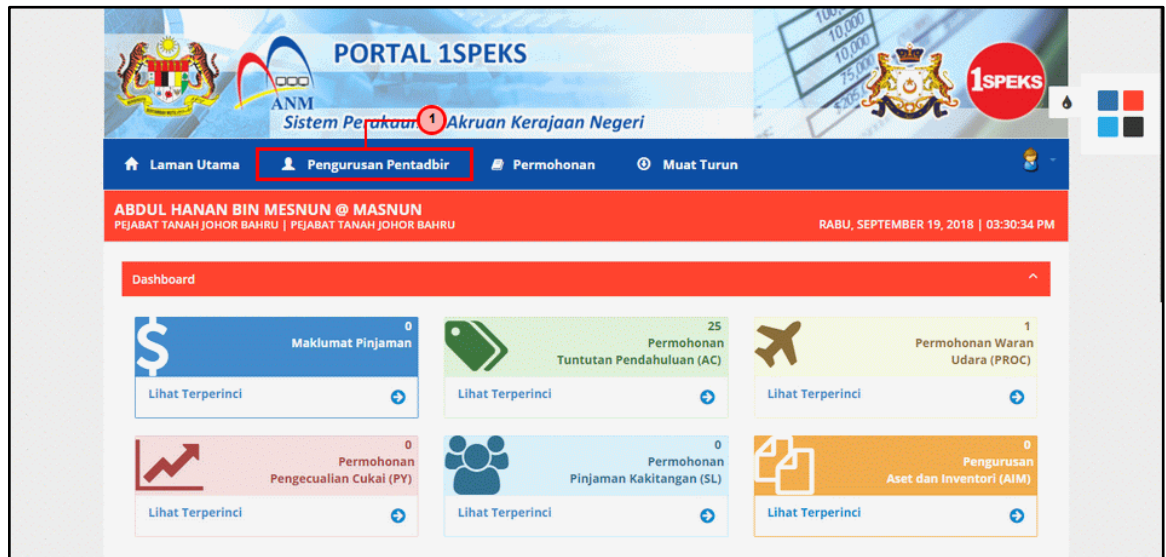 PORTAL 1SPEKS
ANM
Sistem Perakaunan Akruan Kerajaan Negeri
1SPEKS
1
Laman Utama
Pengurusan Pentadbir
Permohonan
Muat Turun
ABDUL HANAN BIN MESNUN @ MASNUN
PEJABAT TANAH JOHOR BAHRU | PEJABAT TANAH JOHOR BAHRU
RABU, SEPTEMBER 19, 2018 | 03:30:34 PM
Dashboard
0
Maklumat Pinjaman
Lihat Terperinci
25
Permohonan
Tuntutan Pendahuluan (AC)
Lihat Terperinci
1
Permohonan Waran
Udara (PROC)
Lihat Terperinci
0
Permohonan
Pengecualian Cukai (PY)
Lihat Terperinci
0
Permohonan
Pinjaman Kakitangan (SL)
Lihat Terperinci
0
Pengurusan
Aset dan Inventori (AIM)
Lihat Terperinci